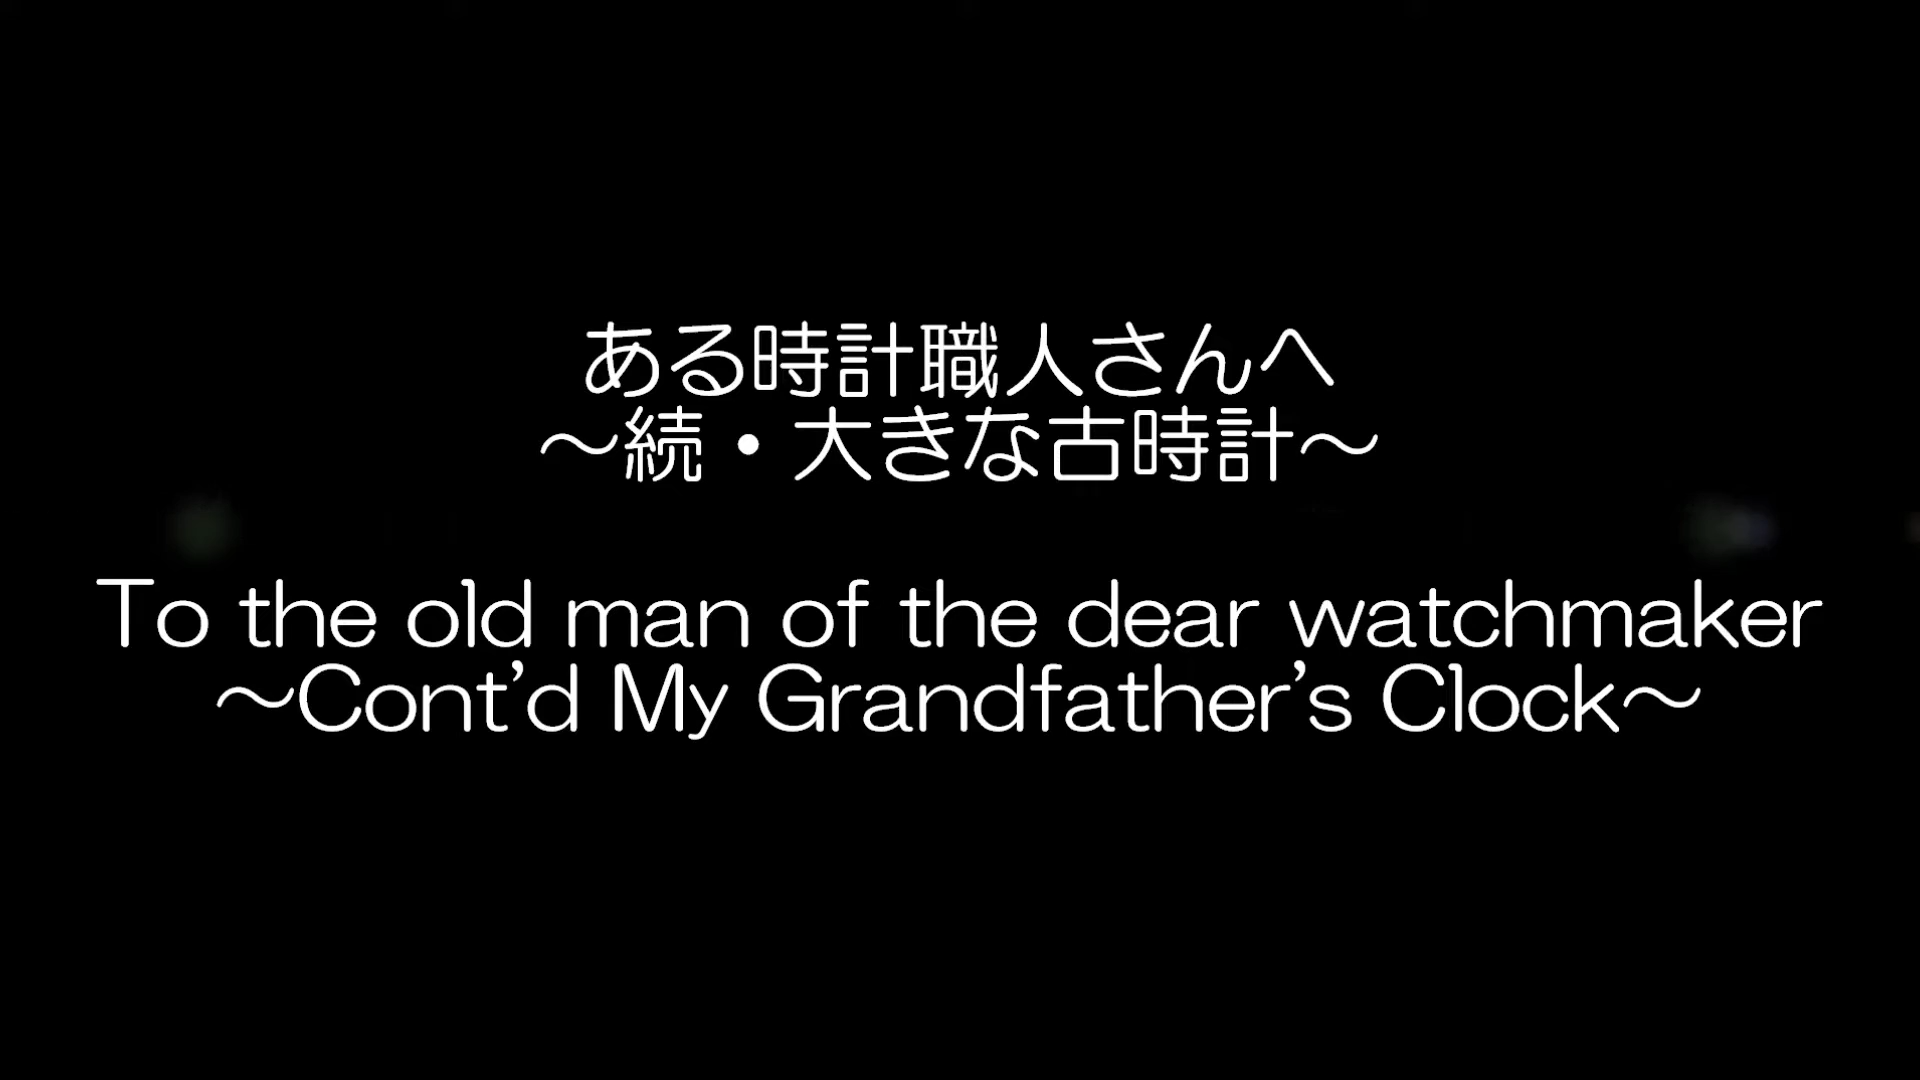 ある時計職人さんへ
〜続・大きな古時計〜
To the old man of the dear watchmaker
〜Cont’d My Grandfather’s Clock〜